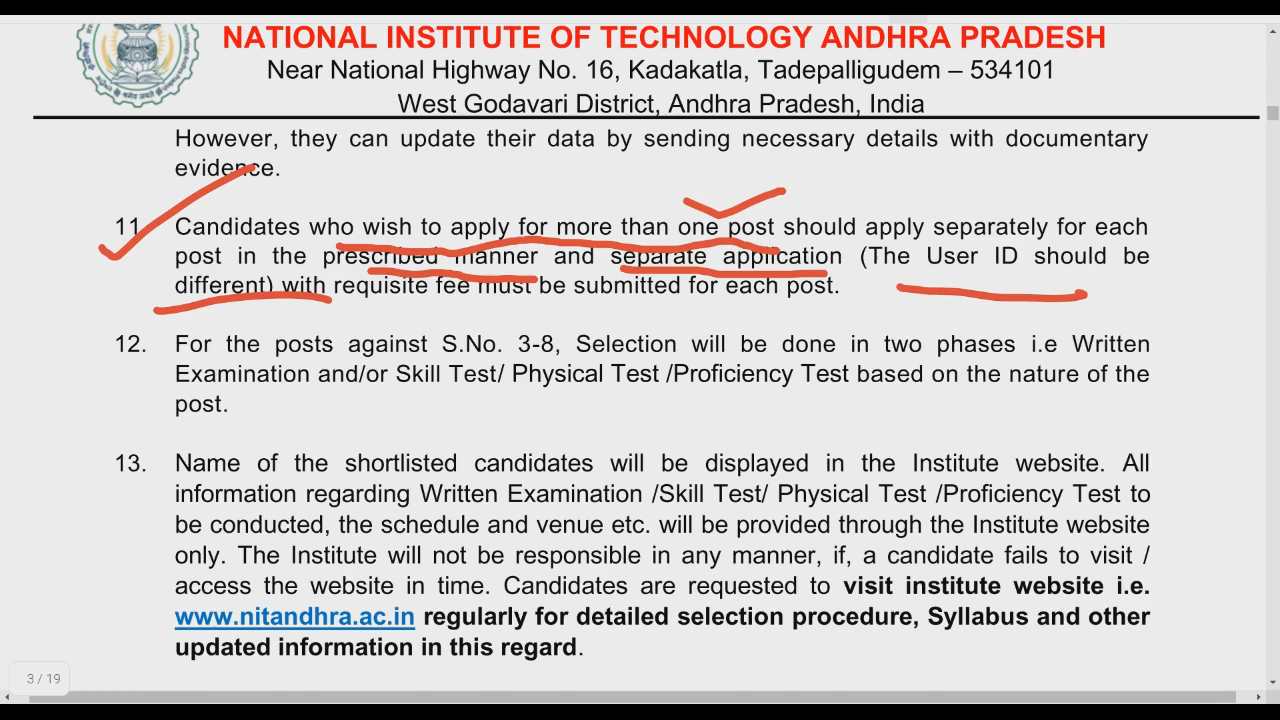 NATIONAL INSTITUTE OF TECHNOLOGY ANDHRA PRADESH
Near National Highway No. 16, Kadakatla, Tadepalligudem – 534101
West Godavari District, Andhra Pradesh, India
However, they can update their data by sending necessary details with documentary
evidence.
11. Candidates who wish to apply for more than one post should apply separately for each
post in the prescribed manner and separate application (The User ID should be
different) with requisite fee must be submitted for each post.
12. For the posts against S.No. 3-8, Selection will be done in two phases i.e Written
Examination and/or Skill Test/ Physical Test /Proficiency Test based on the nature of the
post.
13. Name of the shortlisted candidates will be displayed in the Institute website. All
information regarding Written Examination /Skill Test/ Physical Test /Proficiency Test to
be conducted, the schedule and venue etc. will be provided through the Institute website
only. The Institute will not be responsible in any manner, if, a candidate fails to visit /
access the website in time. Candidates are requested to visit institute website i.e.
www.nitandhra.ac.in regularly for detailed selection procedure, Syllabus and other
updated information in this regard.
3 / 19